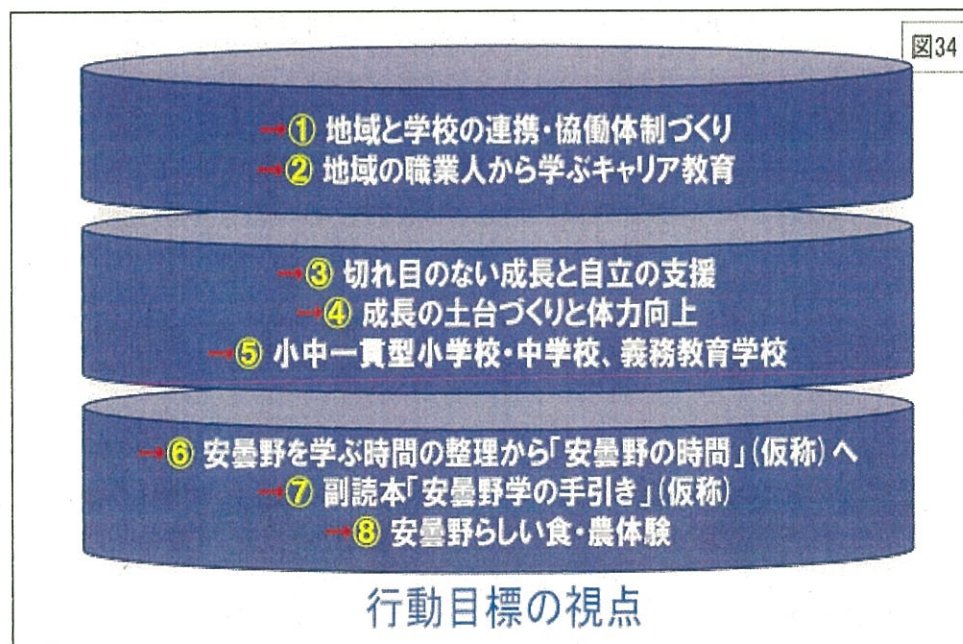 図34
→① 地域と学校の連携・協働体制づくり
→② 地域の職業人から学ぶキャリア教育
→③ 切れ目のない成長と自立の支援
→④ 成長の土台づくりと体力向上
→⑤ 小中一貫型小学校・中学校、義務教育学校
→⑥ 安曇野を学ぶ時間の整理から「安曇野の時間」(仮称)へ
→⑦ 副読本「安曇野学の手引き」(仮称)
→⑧ 安曇野らしい食・農体験
行動目標の視点